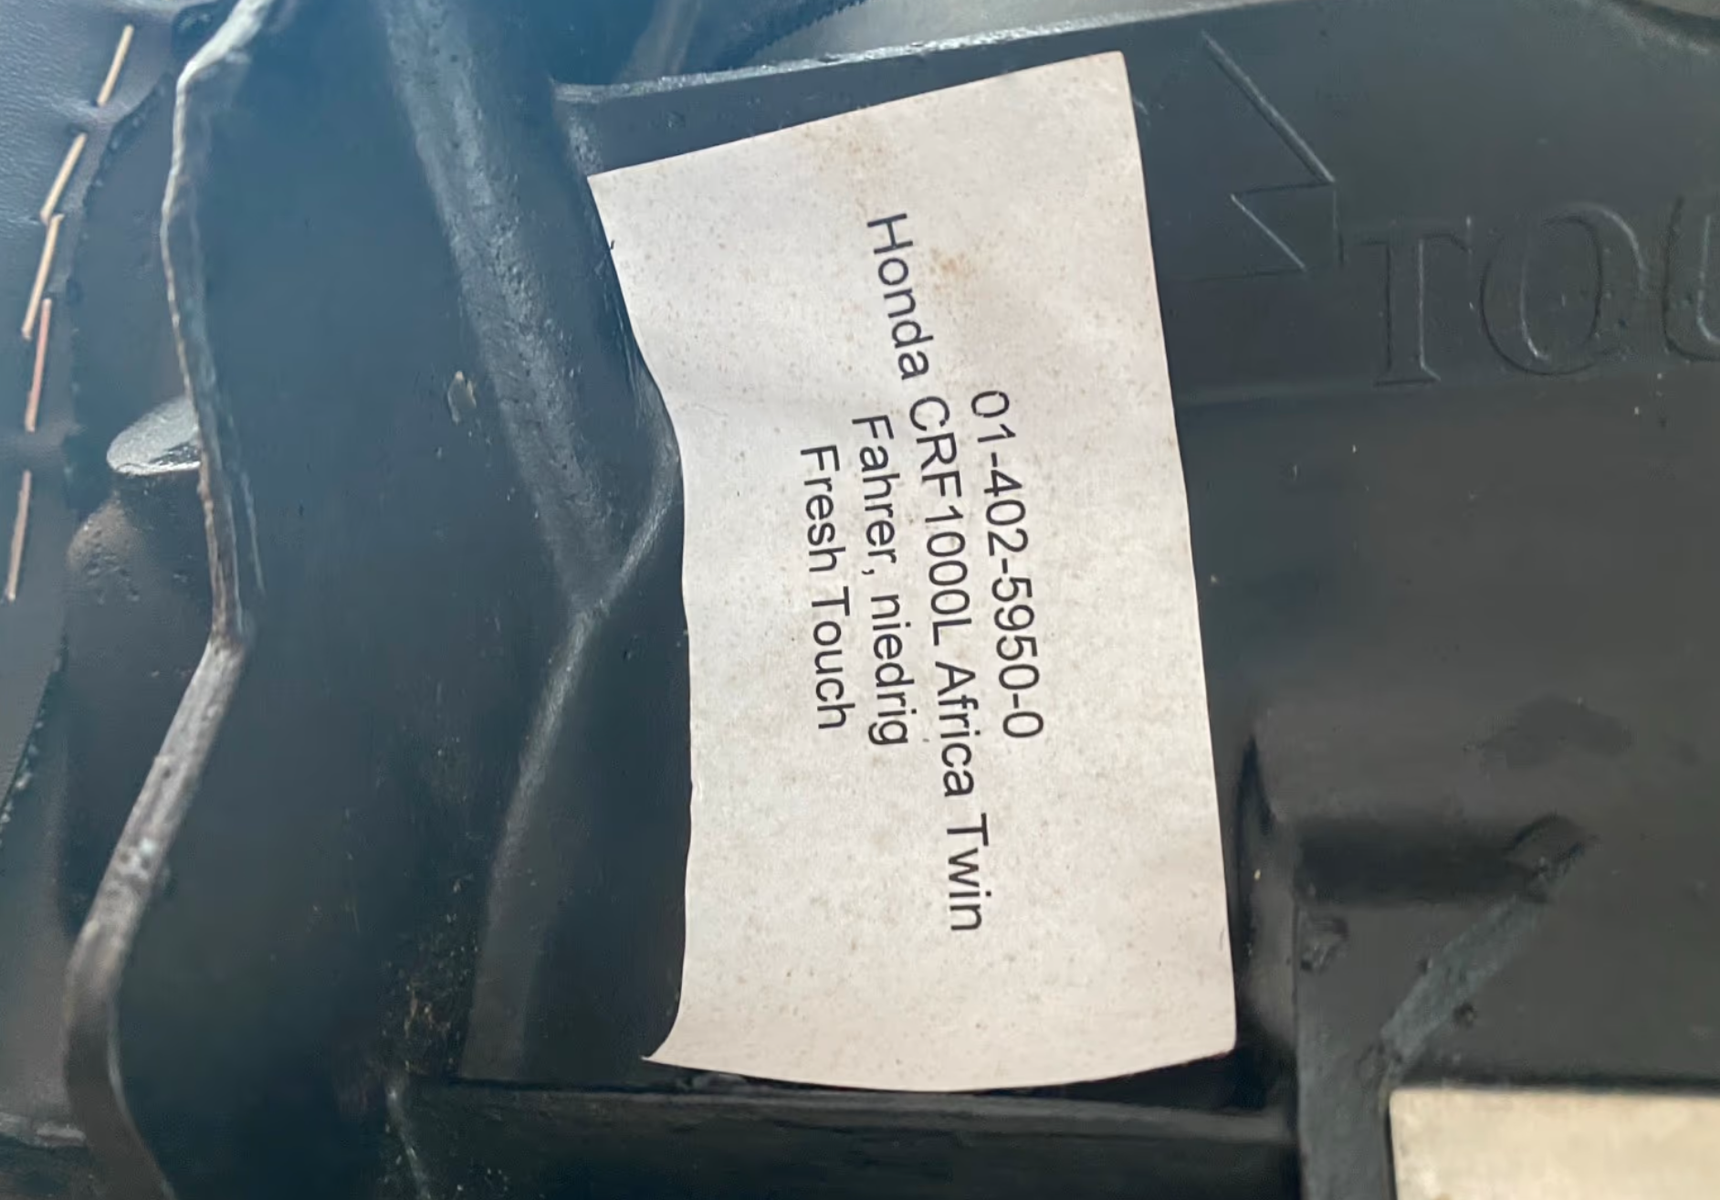 01-402-5950-0
Honda CRF1000L Africa Twin
Fahrer, niedrig
Fresh Touch